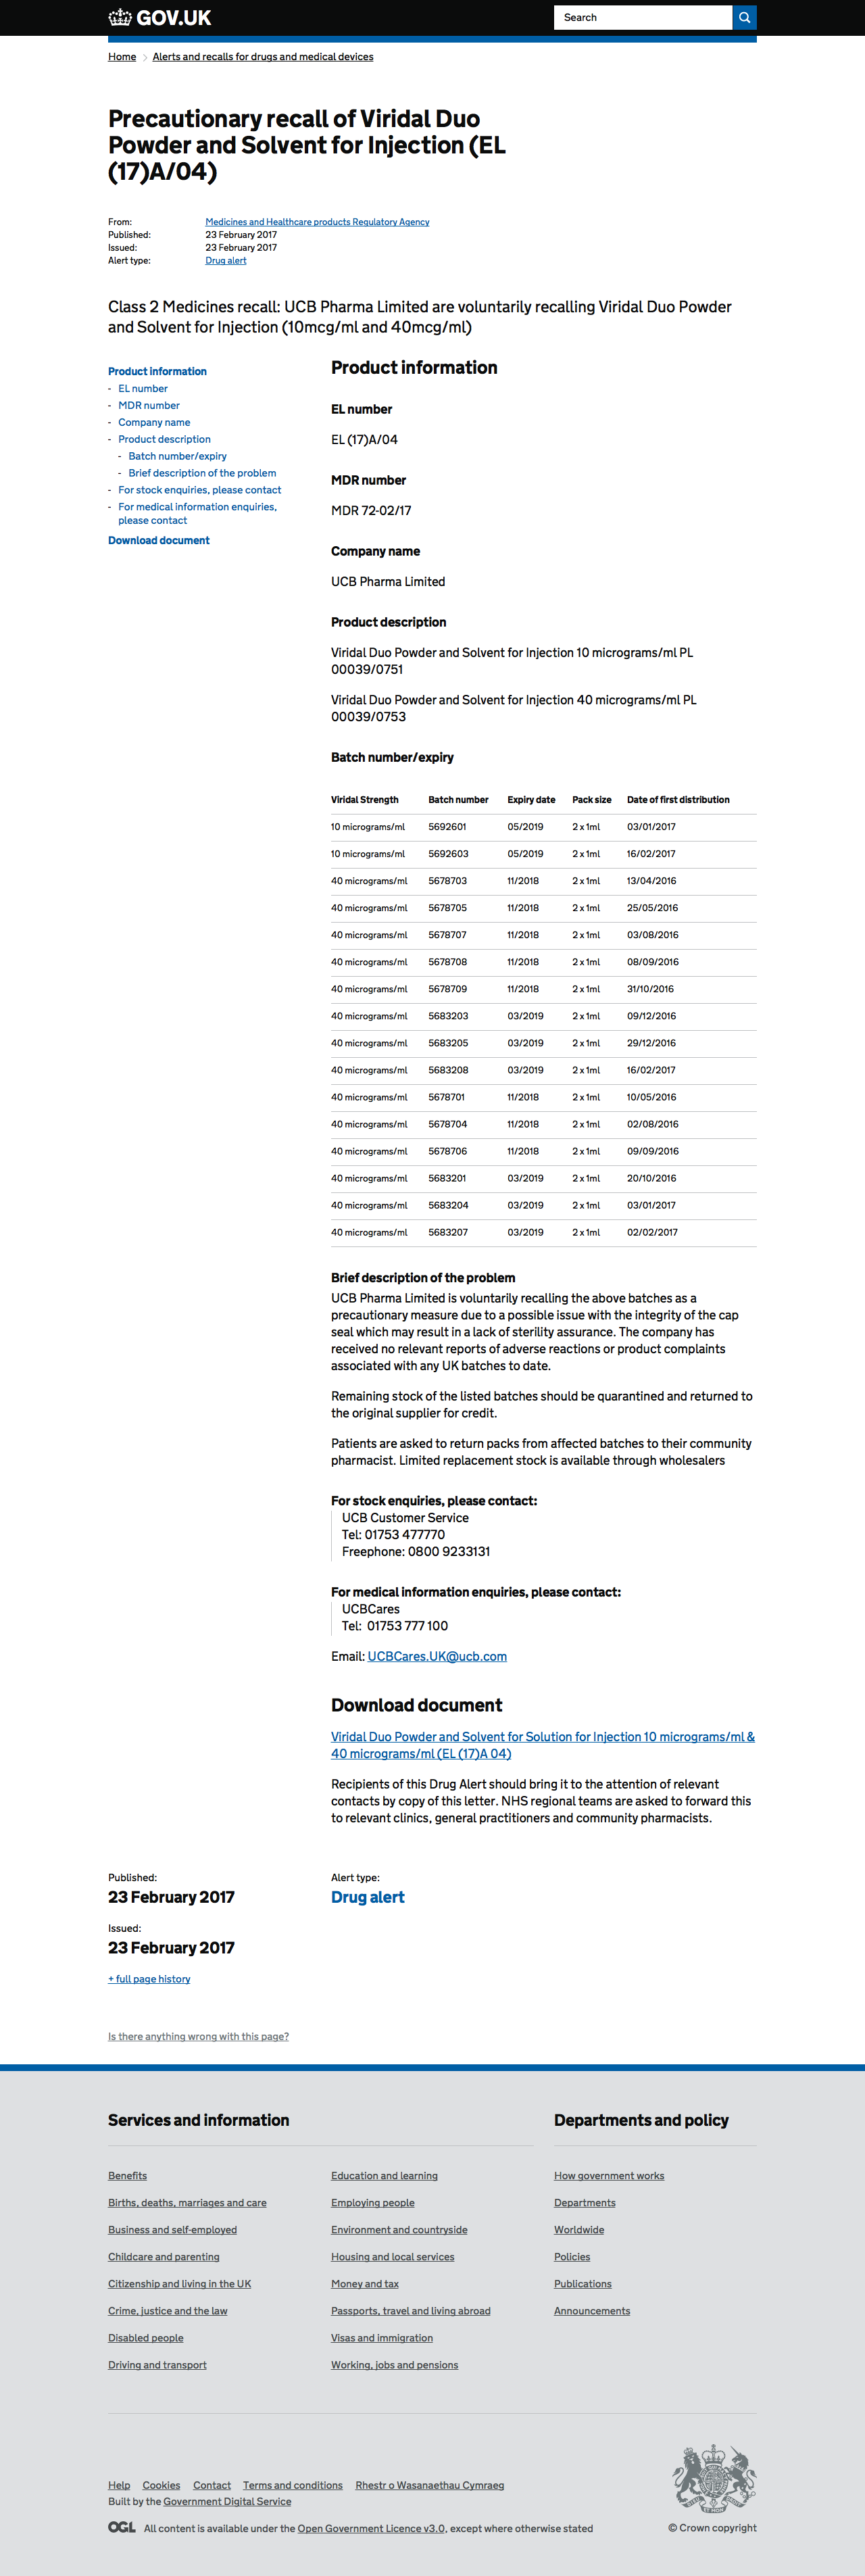 GOV.UK
Search
Home
Alerts and recalls for drugs and medical devices
Precautionary recall of Viridal Duo
Powder and Solvent for Injection (EL
(17)A/04)
From: Medicines and Healthcare products Regulatory Agency
Published: 23 February 2017
Issued: 23 February 2017
Alert type: Drug alert
Class 2 Medicines recall: UCB Pharma Limited are voluntarily recalling Viridal Duo Powder
and Solvent for Injection (10mcg/ml and 40mcg/ml)
Product information
- EL number
- MDR number
- Company name
- Product description
- Batch number/expiry
- Brief description of the problem
- For stock enquiries, please contact
- For medical information enquiries,
please contact
Download document
Product information
EL number
EL (17)A/04
MDR number
MDR 72-02/17
Company name
UCB Pharma Limited
Product description
Viridal Duo Powder and Solvent for Injection 10 micrograms/ml PL
00039/0751
Viridal Duo Powder and Solvent for Injection 40 micrograms/ml PL
00039/0753
Batch number/expiry
Viridal Strength Batch number Expiry date Pack size Date of first distribution
10 micrograms/ml 5692601 05/2019 2 x 1ml 03/01/2017
10 micrograms/ml 5692603 05/2019 2 x 1ml 16/02/2017
40 micrograms/ml 5678703 11/2018 2 x 1ml 13/04/2016
40 micrograms/ml 5678705 11/2018 2 x 1ml 25/05/2016
40 micrograms/ml 5678707 11/2018 2 x 1ml 03/08/2016
40 micrograms/ml 5678708 11/2018 2 x 1ml 08/09/2016
40 micrograms/ml 5678709 11/2018 2 x 1ml 31/10/2016
40 micrograms/ml 5683203 03/2019 2 x 1ml 09/12/2016
40 micrograms/ml 5683205 03/2019 2 x 1ml 29/12/2016
40 micrograms/ml 5683208 03/2019 2 x 1ml 16/02/2017
40 micrograms/ml 5678701 11/2018 2 x 1ml 10/05/2016
40 micrograms/ml 5678704 11/2018 2 x 1ml 02/08/2016
40 micrograms/ml 5678706 11/2018 2 x 1ml 09/09/2016
40 micrograms/ml 5683201 03/2019 2 x 1ml 20/10/2016
40 micrograms/ml 5683204 03/2019 2 x 1ml 03/01/2017
40 micrograms/ml 5683207 03/2019 2 x 1ml 02/02/2017
Brief description of the problem
UCB Pharma Limited is voluntarily recalling the above batches as a
precautionary measure due to a possible issue with the integrity of the cap
seal which may result in a lack of sterility assurance. The company has
received no relevant reports of adverse reactions or product complaints
associated with any UK batches to date.
Remaining stock of the listed batches should be quarantined and returned to
the original supplier for credit.
Patients are asked to return packs from affected batches to their community
pharmacist. Limited replacement stock is available through wholesalers
For stock enquiries, please contact:
UCB Customer Service
Tel: 01753 477770
Freephone: 0800 9233131
For medical information enquiries, please contact:
UCBCares
Tel: 01753 777 100
Email: UCBCares.UK@ucb.com
Download document
Viridal Duo Powder and Solvent for Solution for Injection 10 micrograms/ml &
40 micrograms/ml (EL (17)A 04)
Recipients of this Drug Alert should bring it to the attention of relevant
contacts by copy of this letter. NHS regional teams are asked to forward this
to relevant clinics, general practitioners and community pharmacists.
Published:
23 February 2017
Issued:
23 February 2017
+ full page history
Alert type:
Drug alert
Is there anything wrong with this page?
Services and information
Benefits
Births, deaths, marriages and care
Business and self-employed
Childcare and parenting
Citizenship and living in the UK
Crime, justice and the law
Disabled people
Driving and transport
Education and learning
Employing people
Environment and countryside
Housing and local services
Money and tax
Passports, travel and living abroad
Visas and immigration
Working, jobs and pensions
Departments and policy
How government works
Departments
Worldwide
Policies
Publications
Announcements
Help Cookies Contact Terms and conditions Rhestr o Wasanaethau Cymraeg
Built by the Government Digital Service
OGL All content is available under the Open Government Licence v3.0, except where otherwise stated
© Crown copyright